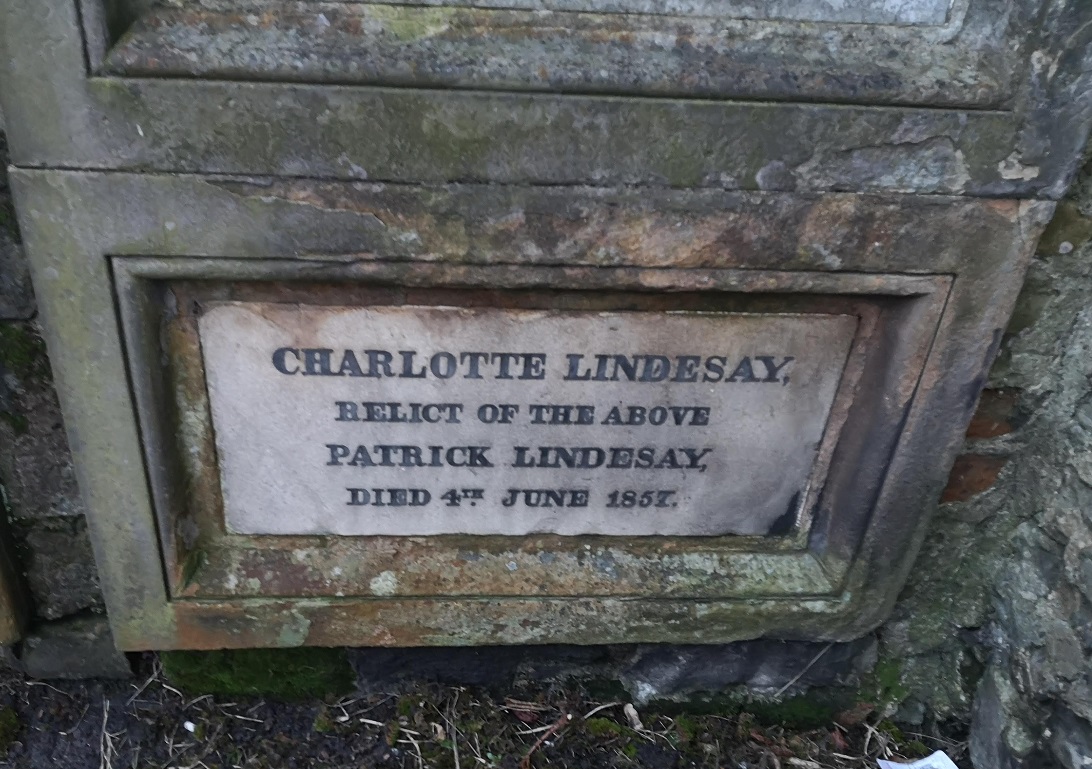 CHARLOTTE LINDESAY,
RELICT OF THE ABOVE
PATRICK LINDESAY,
DIED 4TH. JUNE 1857.